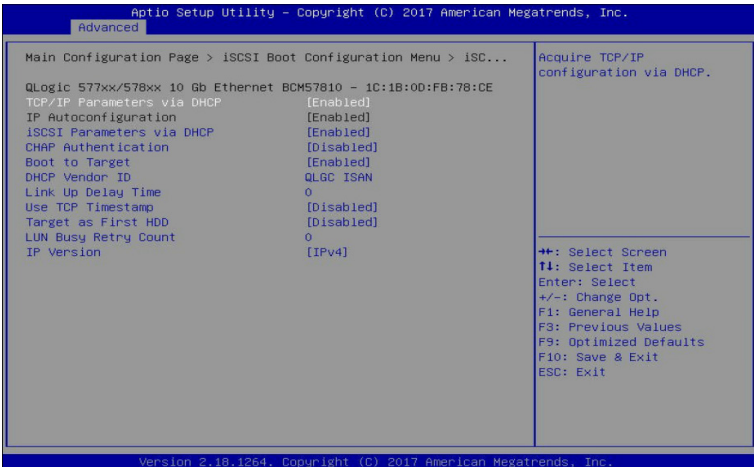 Aptio Setup Utility – Copyright (C) 2017 American Megatrends, Inc.
Advanced
Main Configuration Page > iSCSI Boot Configuration Menu > iSC...
QLogic 577xx/578xx 10 Gb Ethernet BCM57810 – 1C:1B:0D:FB:78:CE
TCP/IP Parameters via DHCP [Enabled]
IP Autoconfiguration [Enabled]
iSCSI Parameters via DHCP [Enabled]
CHAP Authentication [Disabled]
Boot to Target [Enabled]
DHCP Vendor ID QLGC ISAN
Link Up Delay Time 0
Use TCP Timestamp [Disabled]
Target as First HDD [Disabled]
LUN Busy Retry Count 0
IP Version [IPv4]
Acquire TCP/IP
configuration via DHCP.
→←: Select Screen
↑↓: Select Item
Enter: Select
+/-: Change Opt.
F1: General Help
F3: Previous Values
F9: Optimized Defaults
F10: Save & Exit
ESC: Exit
Version 2.18.1264. Copyright (C) 2017 American Megatrends, Inc.